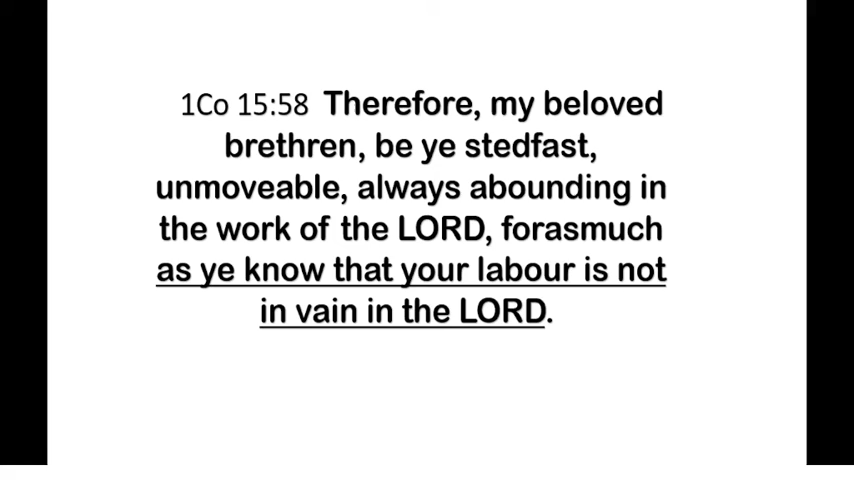 1Co 15:58 Therefore, my beloved
brethren, be ye stedfast,
unmoveable, always abounding in
the work of the LORD, forasmuch
as ye know that your labour is not
in vain in the LORD.